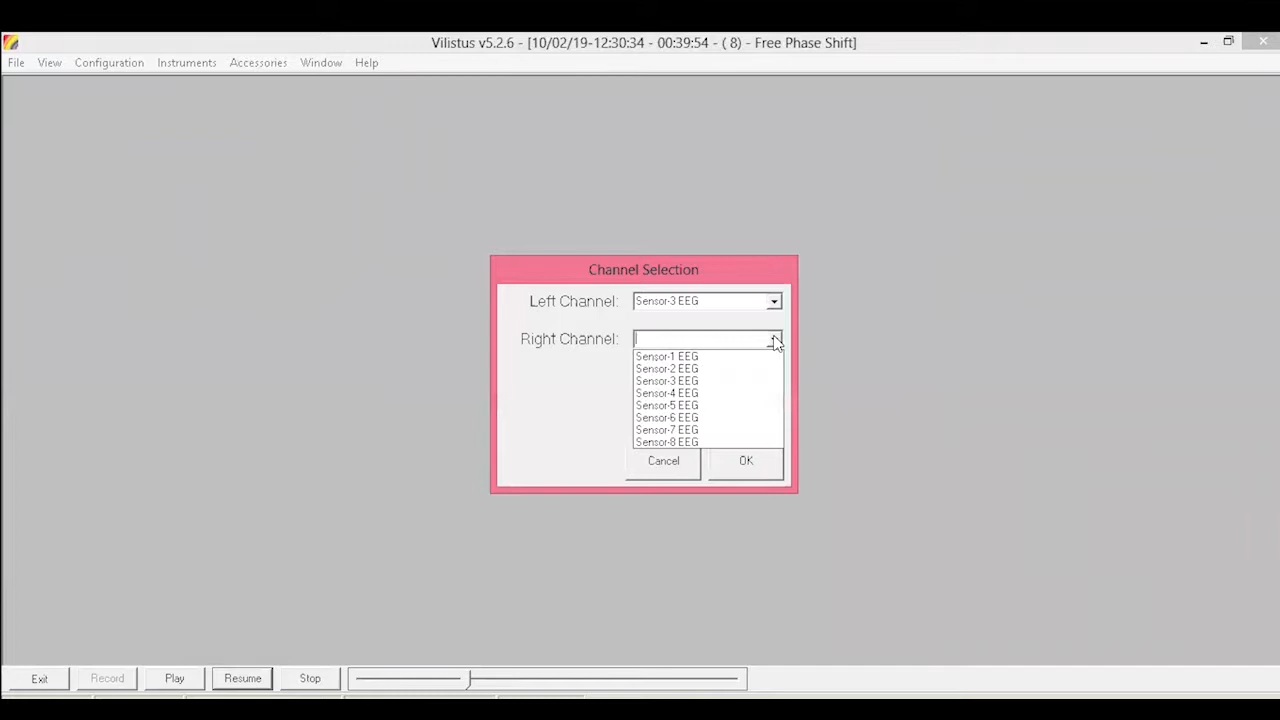 Vilistus v5.2.6 - [10/02/19-12:30:34 - 00:39:54 - ( 8) - Free Phase Shift]
File View Configuration Instruments Accessories Window Help
Channel Selection
Left Channel: Sensor-3 EEG
Right Channel:
Sensor-1 EEG
Sensor-2 EEG
Sensor-3 EEG
Sensor-4 EEG
Sensor-5 EEG
Sensor-6 EEG
Sensor-7 EEG
Sensor-8 EEG
Cancel OK
Exit Record Play Resume Stop